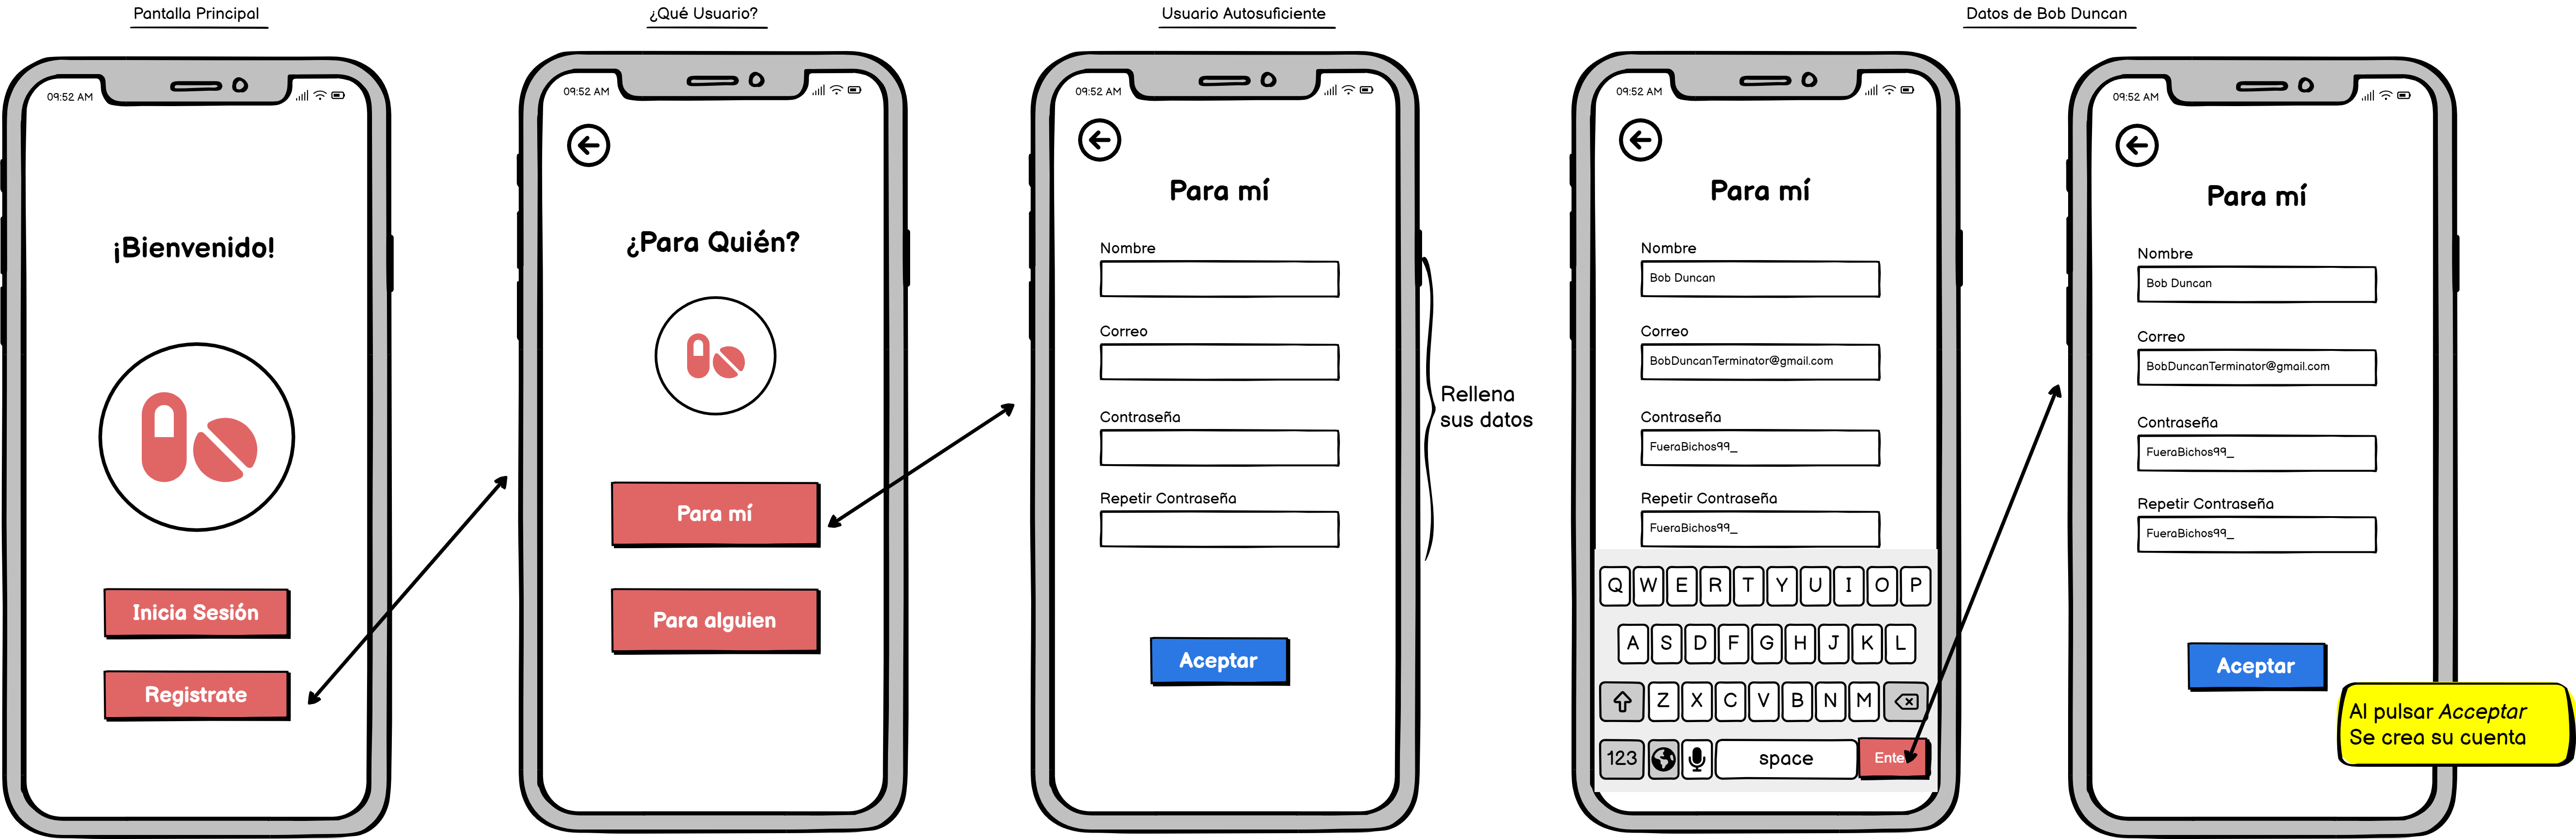 Pantalla Principal
09:52 AM
¡Bienvenido!
Inicia Sesión
Registrate
¿Qué Usuario?
09:52 AM
¿Para Quién?
Para mí
Para alguien
Usuario Autosuficiente
09:52 AM
Para mí
Nombre
Correo
Contraseña
Repetir Contraseña
Aceptar
Rellena
sus datos
Datos de Bob Duncan
09:52 AM
Para mí
Nombre
Bob Duncan
Correo
BobDuncanTerminator@gmail.com
Contraseña
FueraBichos99_
Repetir Contraseña
FueraBichos99_
Q W E R T Y U I O P
A S D F G H J K L
Z X C V B N M
123 space Ente
09:52 AM
Para mí
Nombre
Bob Duncan
Correo
BobDuncanTerminator@gmail.com
Contraseña
FueraBichos99_
Repetir Contraseña
FueraBichos99_
Aceptar
Al pulsar Acceptar
Se crea su cuenta